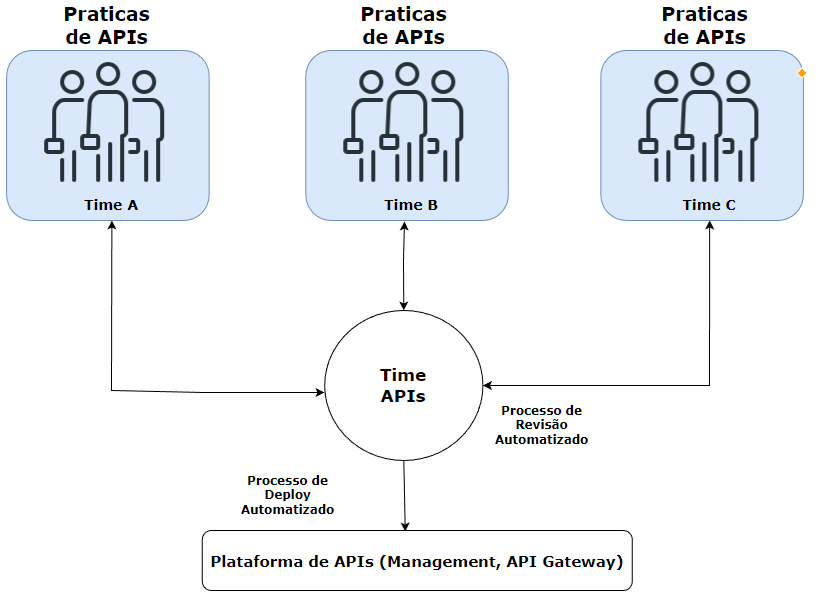 Praticas
de APIs
Praticas
de APIs
Praticas
de APIs
Time A
Time B
Time C
Time
APIs
Processo de
Revisão
Automatizado
Processo de
Deploy
Automatizado
Plataforma de APIs (Management, API Gateway)